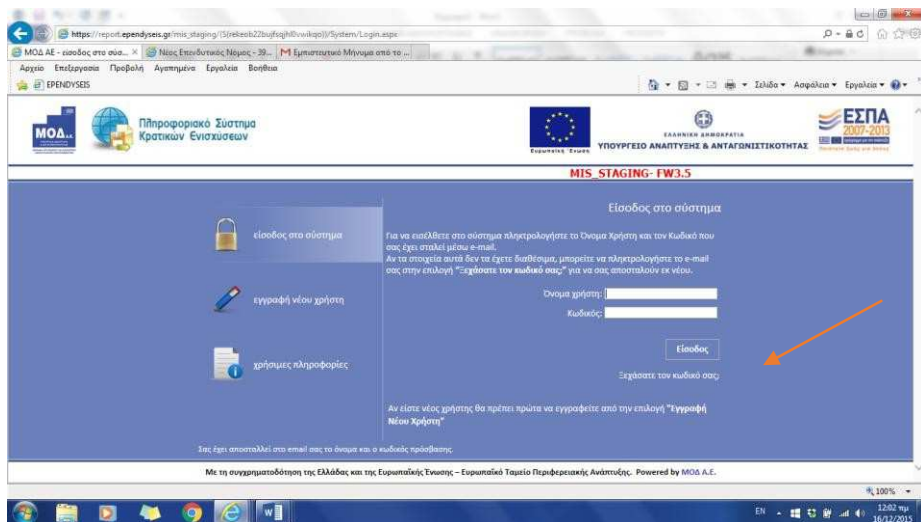 https://report.ependyseis.gr/mis_staging/(S(rekeob22bujfsqjhl0vwikqo))/System/Login.aspx
ΜΟΔ ΑΕ - είσοδος στο σύσ...
Νέος Επενδυτικός Νόμος - 39...
Εμπιστευτικό Μήνυμα από το ...
Αρχείο Επεξεργασία Προβολή Αγαπημένα Εργαλεία Βοήθεια
EPENDYSEIS
Σελίδα Ασφάλεια Εργαλεία
ΜΟΔ Α.Ε.
Πληροφοριακό Σύστημα
Κρατικών Ενισχύσεων
Ευρωπαϊκή Ένωση
ΕΛΛΗΝΙΚΗ ΔΗΜΟΚΡΑΤΙΑ
ΥΠΟΥΡΓΕΙΟ ΑΝΑΠΤΥΞΗΣ & ΑΝΤΑΓΩΝΙΣΤΙΚΟΤΗΤΑΣ
ΕΣΠΑ
2007-2013
MIS_STAGING- FW3.5
Είσοδος στο σύστημα
είσοδος στο σύστημα
Για να εισέλθετε στο σύστημα πληκτρολογήστε το Όνομα Χρήστη και τον Κωδικό που
σας έχει σταλεί μέσω e-mail.
Αν τα στοιχεία αυτά δεν τα έχετε διαθέσιμα, μπορείτε να πληκτρολογήστε το e-mail
σας στην επιλογή "Ξεχάσατε τον κωδικό σας;" για να σας αποσταλούν εκ νέου.
εγγραφή νέου χρήστη
Όνομα χρήστη:
Κωδικός:
Είσοδος
χρήσιμες πληροφορίες
Ξεχάσατε τον κωδικό σας;
Αν είστε νέος χρήστης θα πρέπει πρώτα να εγγραφείτε από την επιλογή "Εγγραφή
Νέου Χρήστη"
Σας έχει αποσταλλεί στο email σας το όνομα και ο κωδικός πρόσβασης.
Με τη συγχρηματοδότηση της Ελλάδας και της Ευρωπαϊκής Ένωσης – Ευρωπαϊκό Ταμείο Περιφερειακής Ανάπτυξης. Powered by ΜΟΔ Α.Ε.
100%
EN
12:02 πμ
16/12/2015